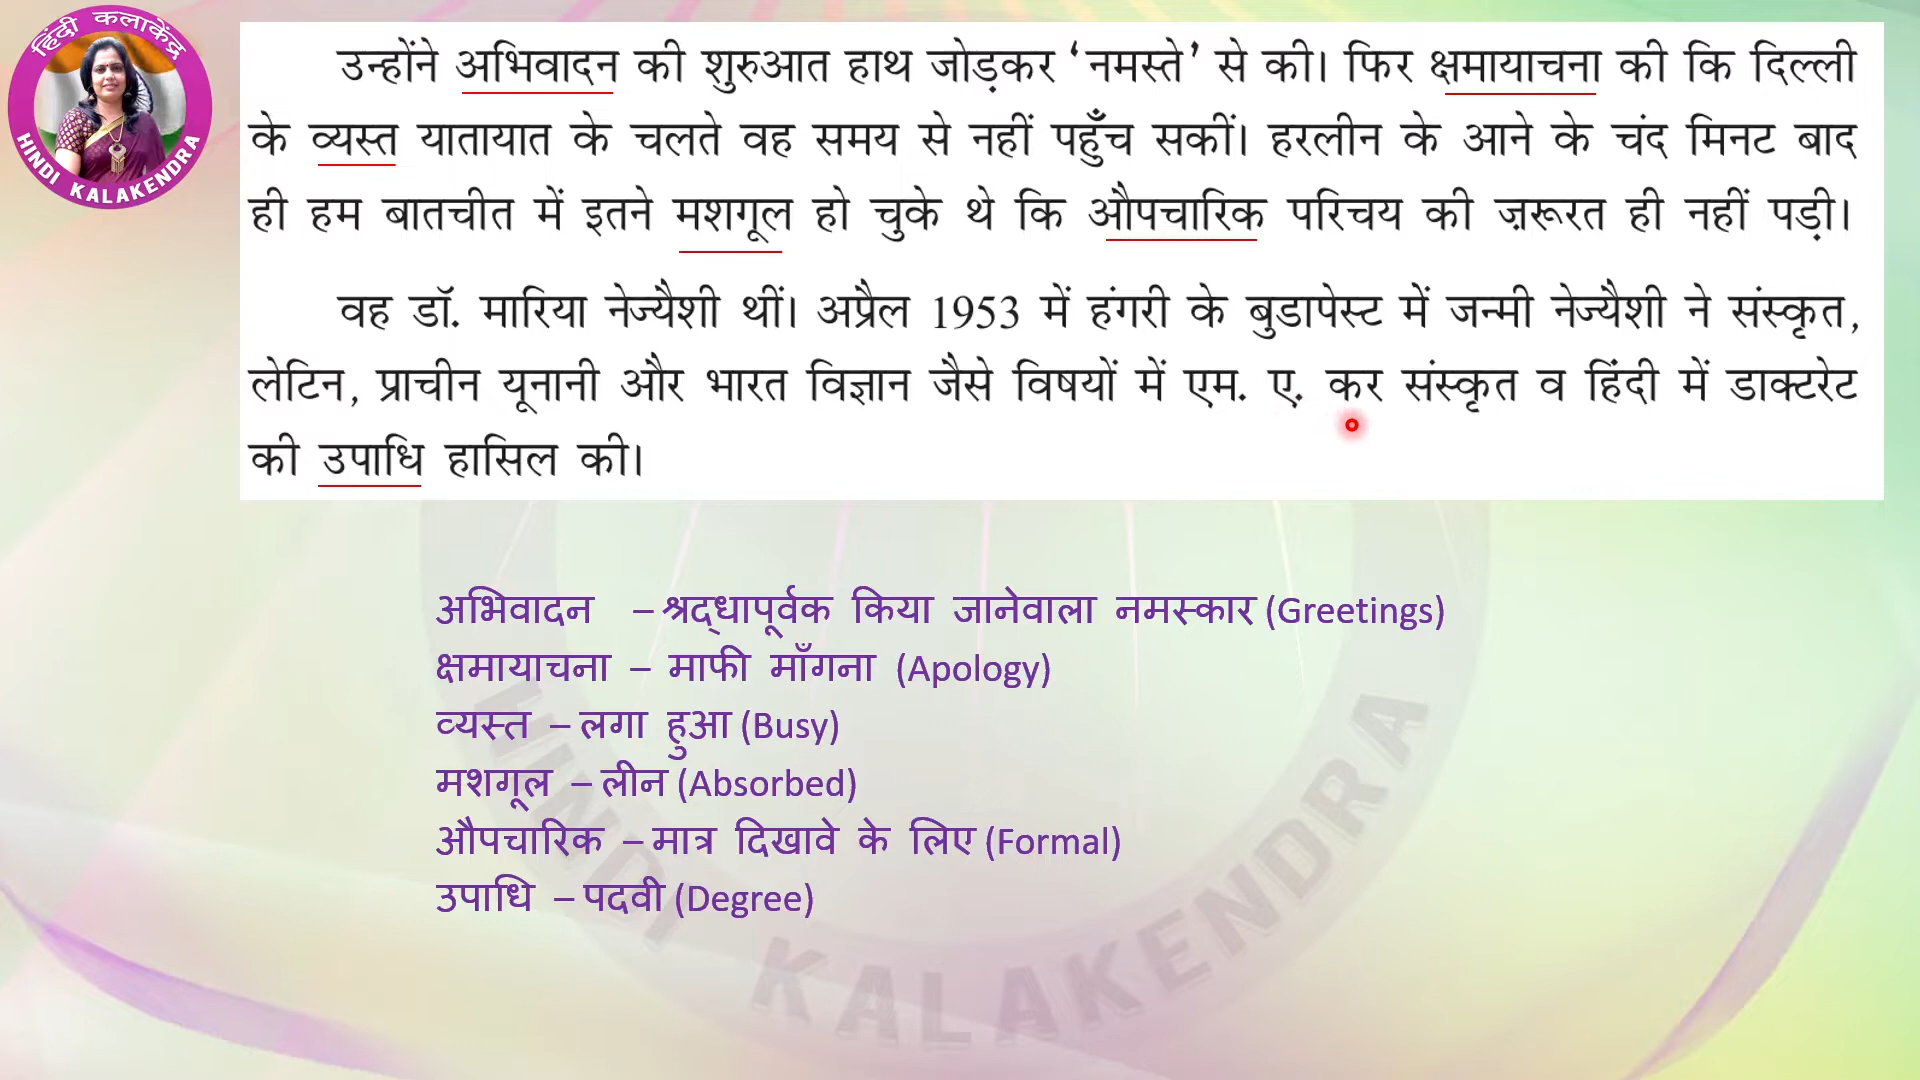 हिंदी कलाकेंद्र
HINDI KALAKENDRA
उन्होंने अभिवादन की शुरुआत हाथ जोड़कर ‘नमस्ते’ से की। फिर क्षमायाचना की कि दिल्ली
के व्यस्त यातायात के चलते वह समय से नहीं पहुँच सकीं। हरलीन के आने के चंद मिनट बाद
ही हम बातचीत में इतने मशगूल हो चुके थे कि औपचारिक परिचय की ज़रूरत ही नहीं पड़ी।
वह डॉ. मारिया नेज्यैशी थीं। अप्रैल 1953 में हंगरी के बुडापेस्ट में जन्मी नेज्यैशी ने संस्कृत,
लेटिन, प्राचीन यूनानी और भारत विज्ञान जैसे विषयों में एम. ए. कर संस्कृत व हिंदी में डाक्टरेट
की उपाधि हासिल की।
अभिवादन – श्रद्धापूर्वक किया जानेवाला नमस्कार (Greetings)
क्षमायाचना – माफी माँगना (Apology)
व्यस्त – लगा हुआ (Busy)
मशगूल – लीन (Absorbed)
औपचारिक – मात्र दिखावे के लिए (Formal)
उपाधि – पदवी (Degree)
HINDI KALAKENDRA